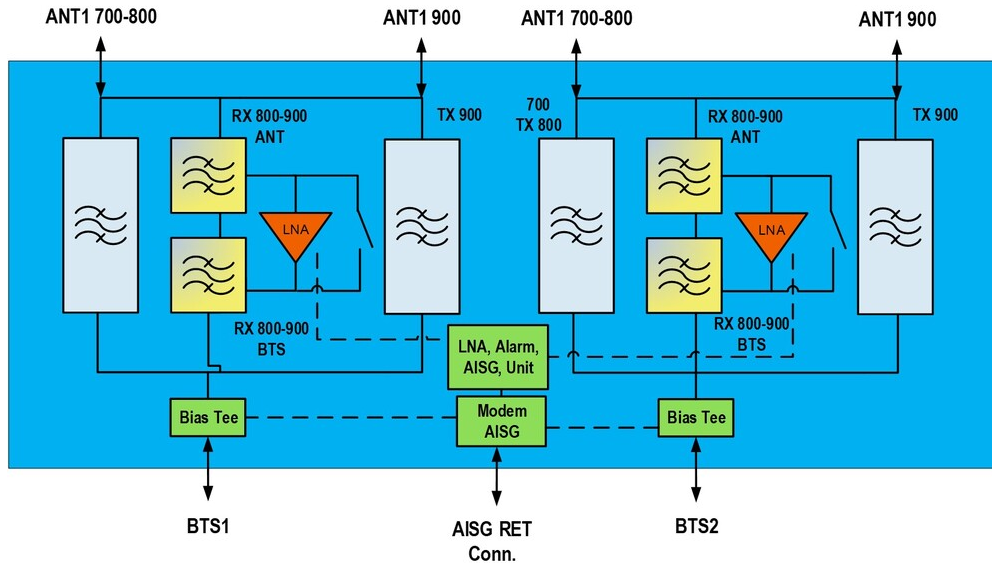 ANT1 700-800
ANT1 900
ANT1 700-800
ANT1 900
RX 800-900
ANT
TX 900
700
TX 800
RX 800-900
ANT
TX 900
LNA
LNA
RX 800-900
BTS
RX 800-900
BTS
LNA, Alarm,
AISG, Unit
Bias Tee
Modem
AISG
Bias Tee
BTS1
AISG RET
Conn.
BTS2